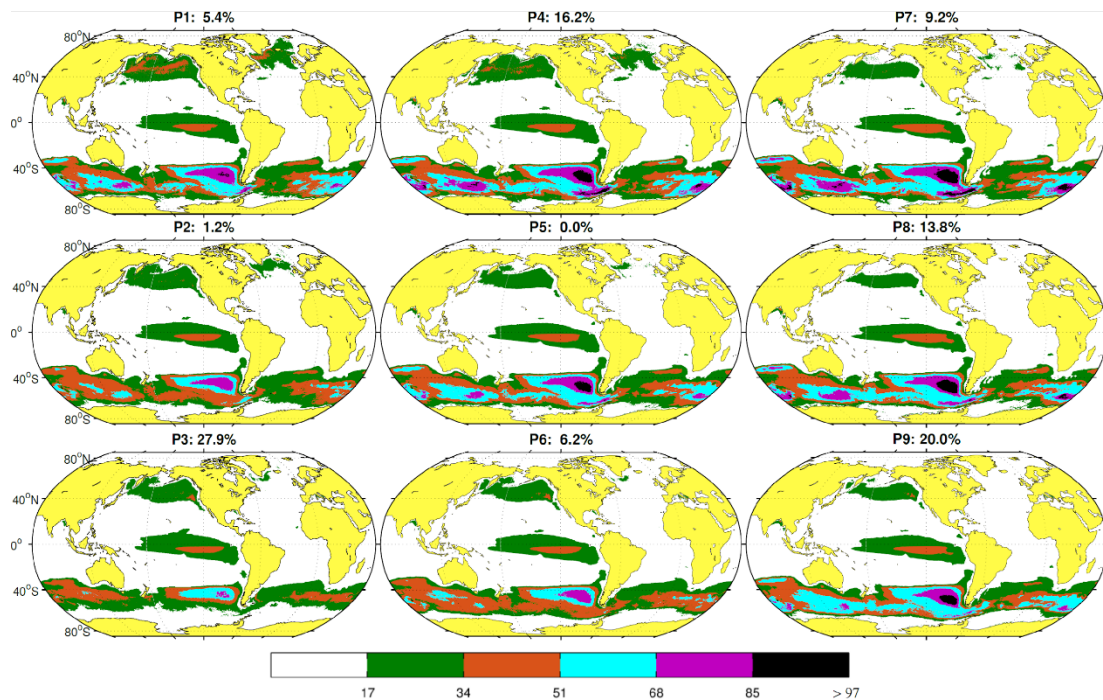 P1: 5.4%
P4: 16.2%
P7: 9.2%
80°N
40°N
0°
40°S
80°S
P2: 1.2%
P5: 0.0%
P8: 13.8%
80°N
40°N
0°
40°S
80°S
P3: 27.9%
P6: 6.2%
P9: 20.0%
80°N
40°N
0°
40°S
80°S
17 34 51 68 85 > 97